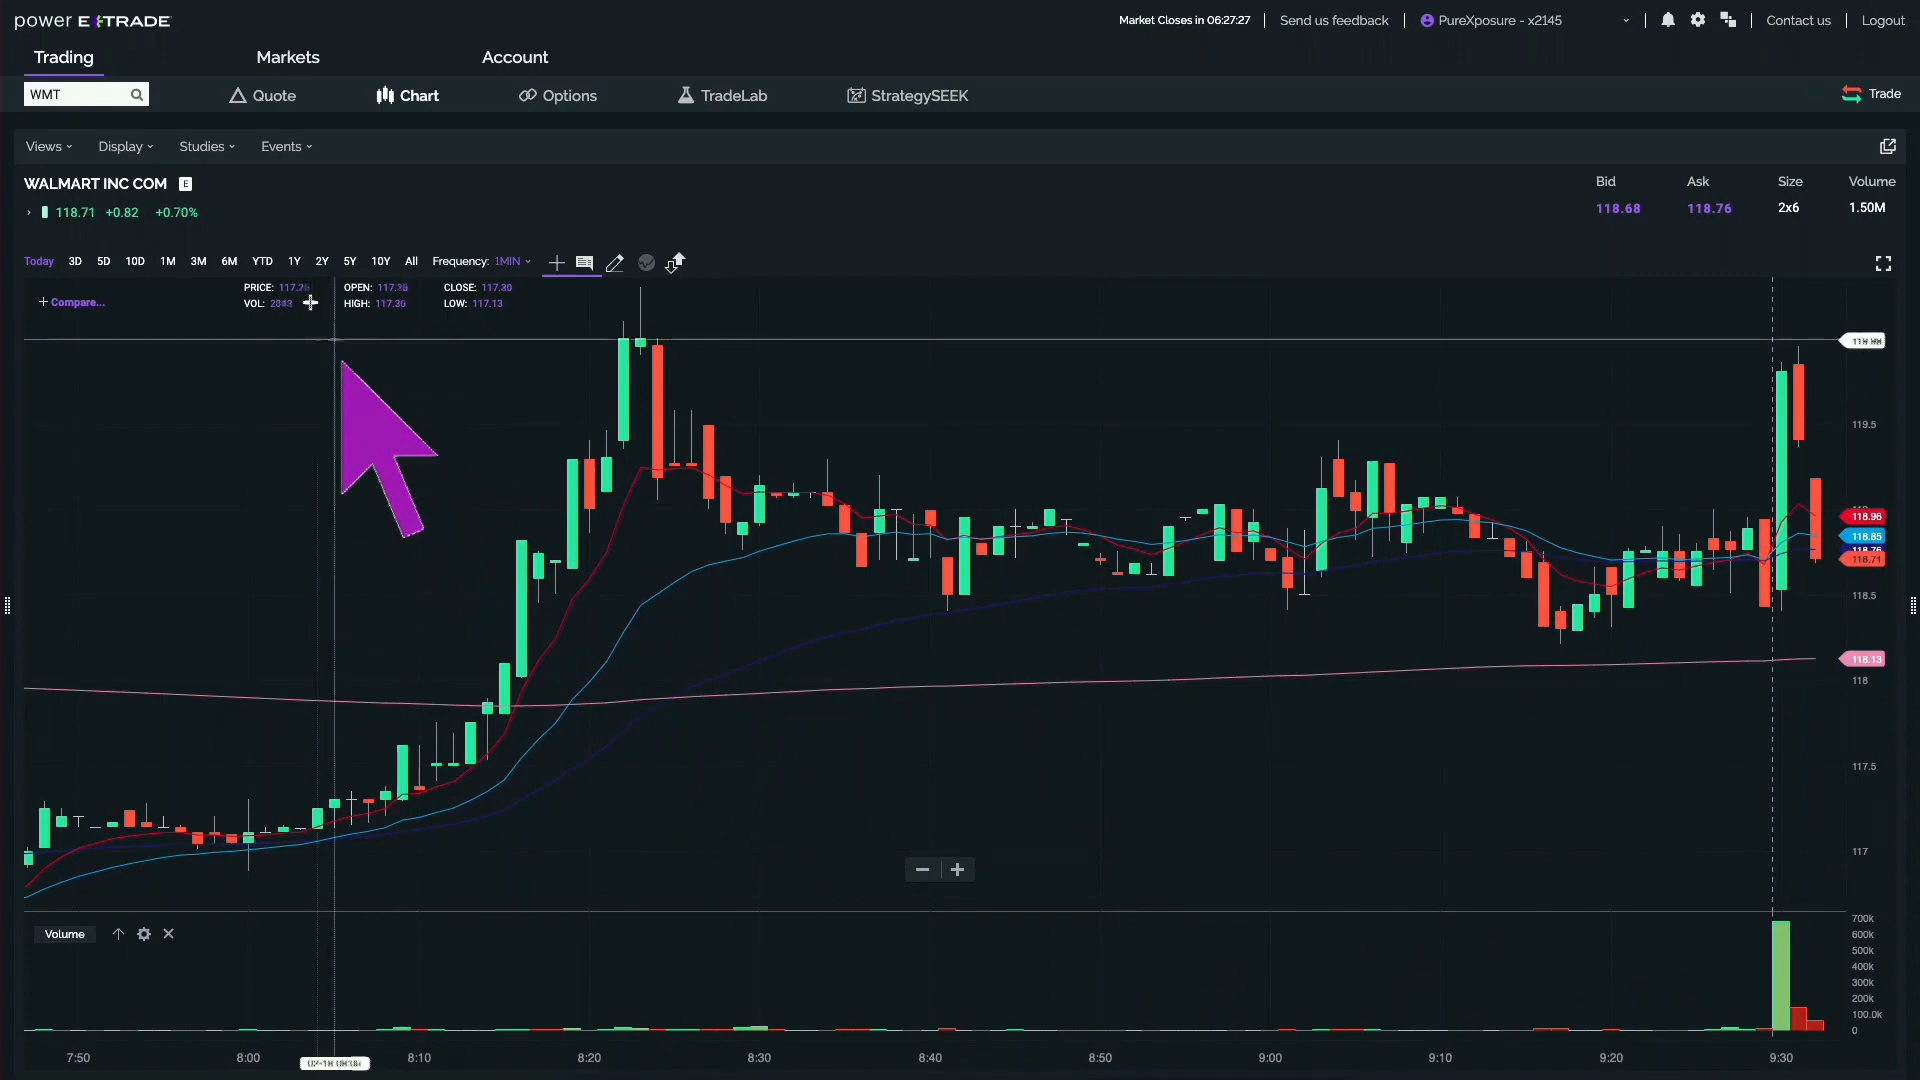 power E*TRADE
Market Closes in 06:27:27
Send us feedback
PureXposure - x2145
Contact us
Logout
Trading
Markets
Account
WMT
Quote
Chart
Options
TradeLab
StrategySEEK
Trade
Views
Display
Studies
Events
WALMART INC COM E
118.71 +0.82 +0.70%
Bid Ask Size Volume
118.68 118.76 2x6 1.50M
Today 3D 5D 10D 1M 3M 6M YTD 1Y 2Y 5Y 10Y All Frequency: 1MIN
Compare...
PRICE: OPEN: CLOSE:
VOL: HIGH: LOW: 117.13
119.5
118.96
118.85
118.76
118.71
118.5
118.13
118
117.5
117
Volume
700k
600k
500k
400k
300k
200k
100.0k
0
7:50 8:00 8:10 8:20 8:30 8:40 8:50 9:00 9:10 9:20 9:30